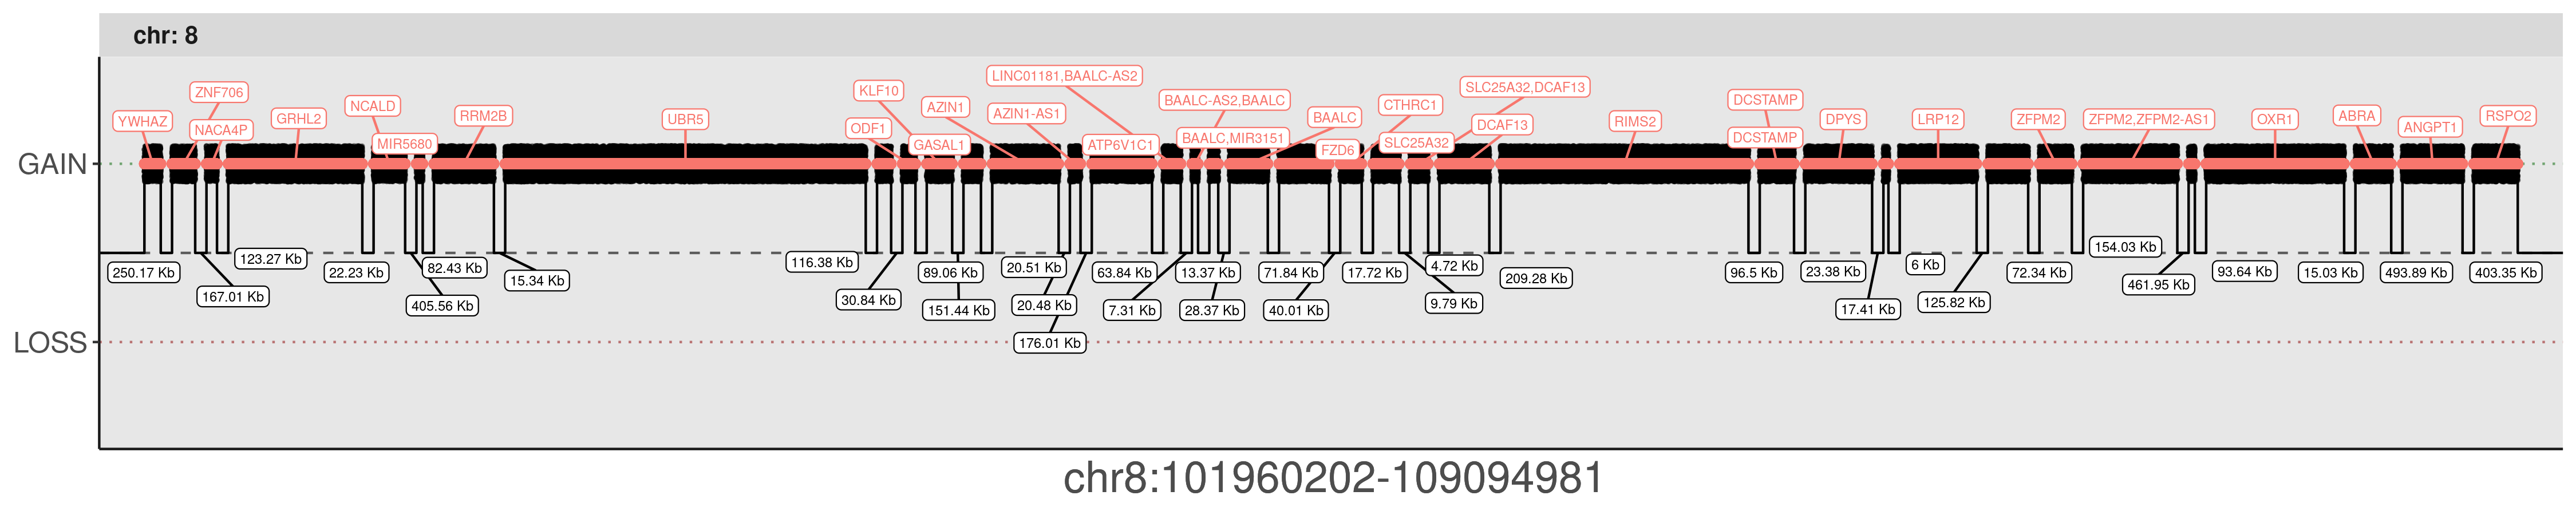 chr: 8
GAIN
LOSS
YWHAZ
ZNF706
NACA4P
GRHL2
NCALD
MIR5680
RRM2B
UBR5
KLF10
ODF1
GASAL1
AZIN1
LINC01181,BAALC-AS2
AZIN1-AS1
ATP6V1C1
BAALC-AS2,BAALC
BAALC,MIR3151
BAALC
FZD6
CTHRC1
SLC25A32
SLC25A32,DCAF13
DCAF13
RIMS2
DCSTAMP
DCSTAMP
DPYS
LRP12
ZFPM2
ZFPM2,ZFPM2-AS1
OXR1
ABRA
ANGPT1
RSPO2
250.17 Kb
167.01 Kb
123.27 Kb
22.23 Kb
405.56 Kb
82.43 Kb
15.34 Kb
116.38 Kb
30.84 Kb
89.06 Kb
151.44 Kb
20.51 Kb
20.48 Kb
176.01 Kb
63.84 Kb
7.31 Kb
13.37 Kb
28.37 Kb
71.84 Kb
40.01 Kb
17.72 Kb
4.72 Kb
9.79 Kb
209.28 Kb
96.5 Kb
23.38 Kb
17.41 Kb
6 Kb
125.82 Kb
72.34 Kb
154.03 Kb
461.95 Kb
93.64 Kb
15.03 Kb
493.89 Kb
403.35 Kb
chr8:101960202-109094981